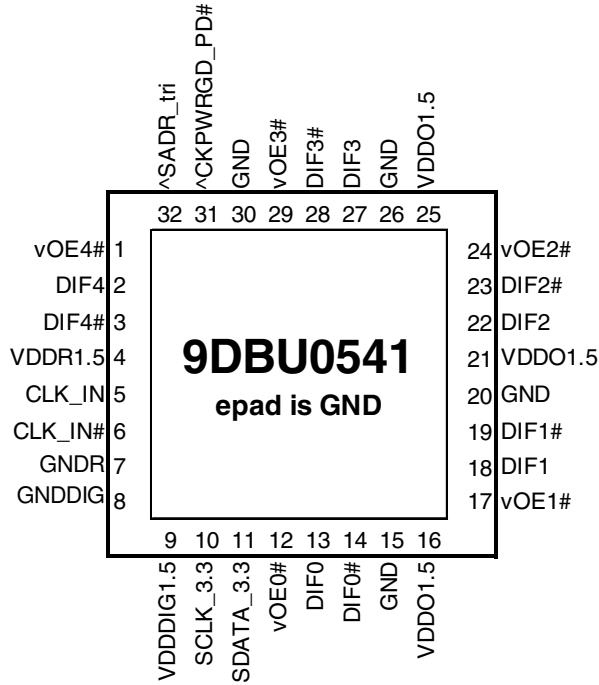 ^SADR_tri
^CKPWRGD_PD#
GND
vOE3#
DIF3#
DIF3
GND
VDDO1.5
32 31 30 29 28 27 26 25
vOE4# 1
DIF4 2
DIF4# 3
VDDR1.5 4
CLK_IN 5
CLK_IN# 6
GNDR 7
GNDDIG 8
9DBU0541
epad is GND
24 vOE2#
23 DIF2#
22 DIF2
21 VDDO1.5
20 GND
19 DIF1#
18 DIF1
17 vOE1#
9 10 11 12 13 14 15 16
VDDDIG1.5
SCLK_3.3
SDATA_3.3
vOE0#
DIF0
DIF0#
GND
VDDO1.5